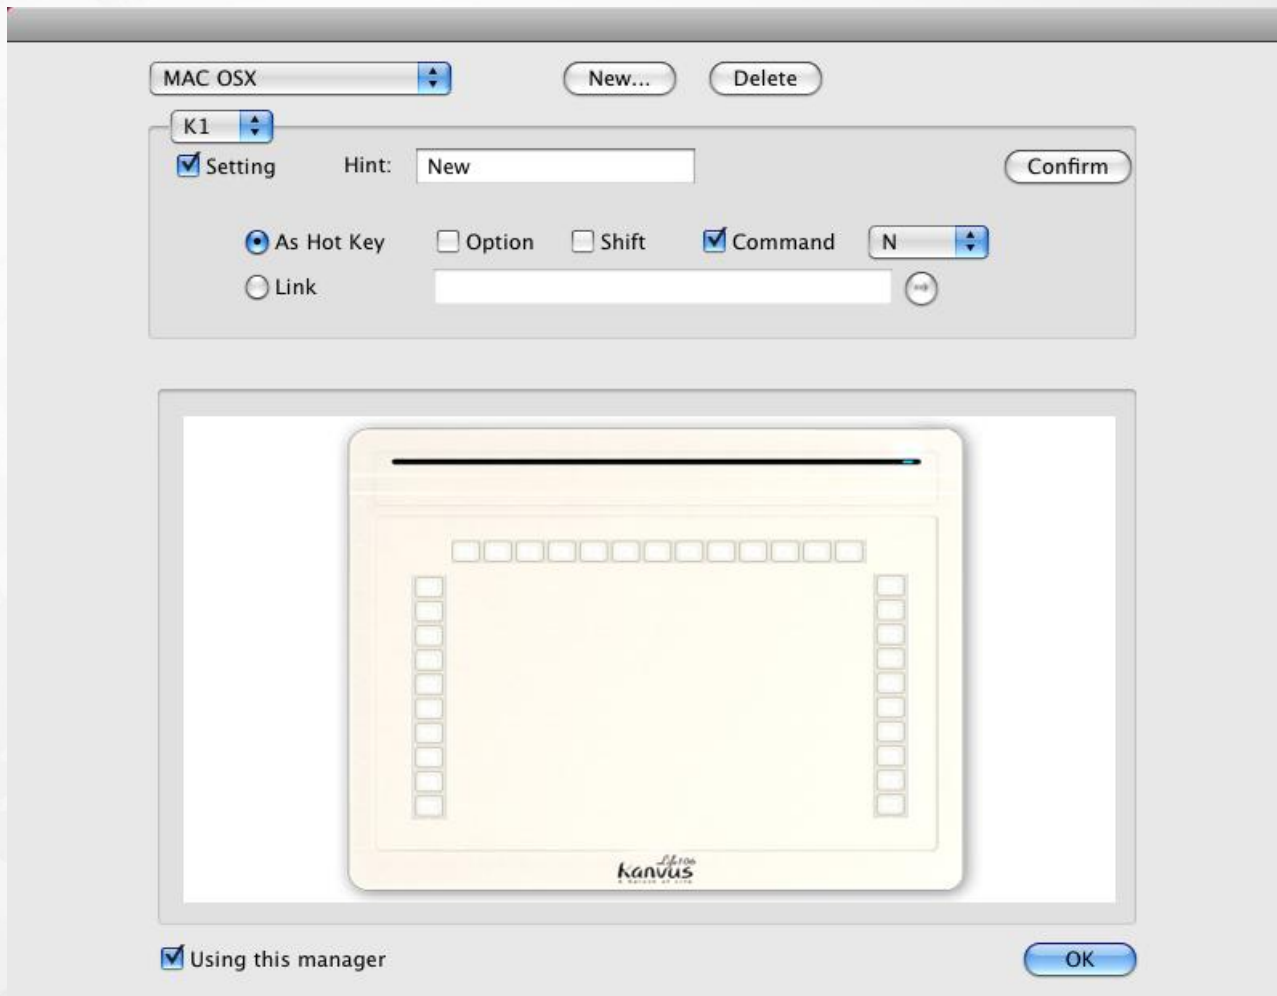 MAC OSX New... Delete
K1
Setting Hint: New Confirm
As Hot Key Option Shift Command N
Link
Life106
Kanvus
Using this manager OK